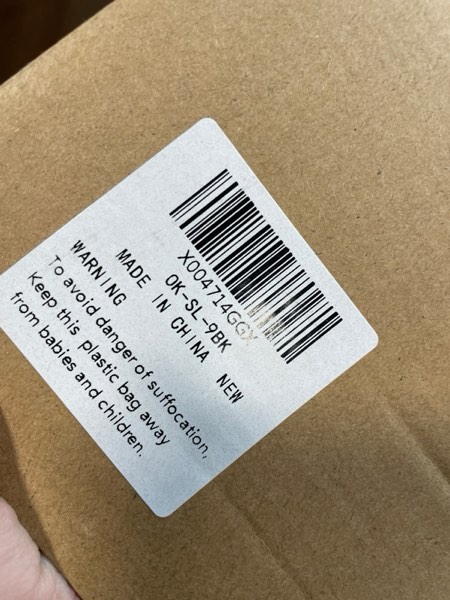 X004714GGX
OK-SL-9BK
MADE IN CHINA NEW
WARNING
To avoid danger of suffocation,
Keep this plastic bag away
from babies and children.